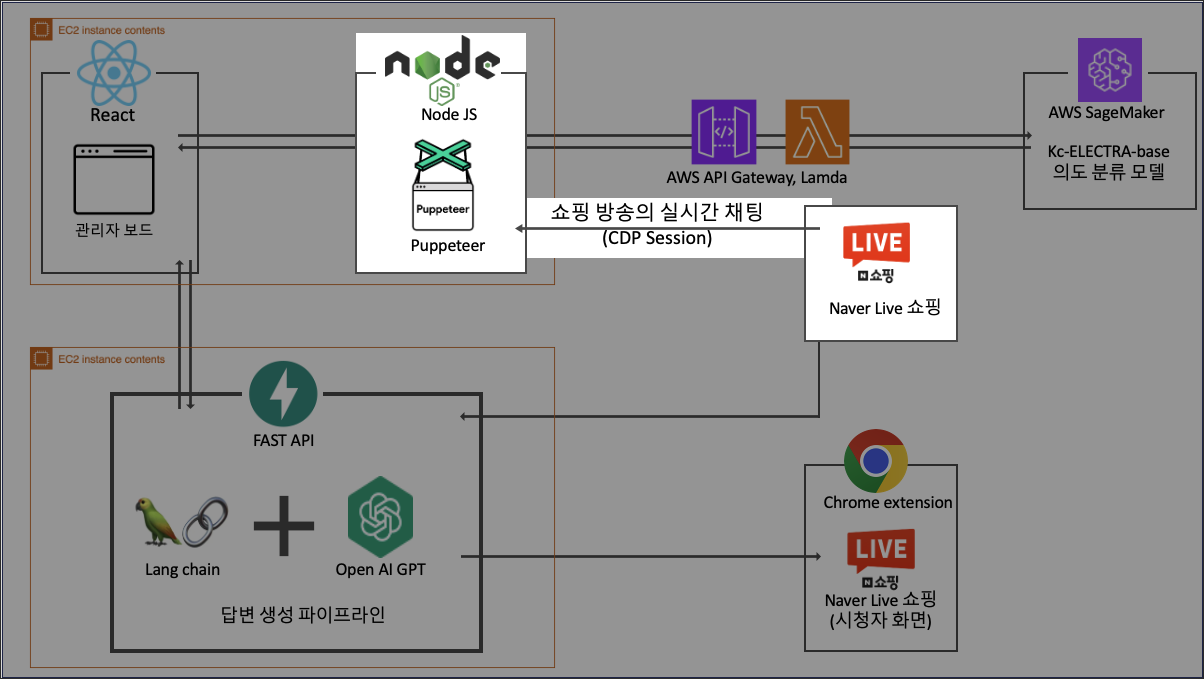 EC2 instance contents
React
관리자 보드
node
JS
Node JS
Puppeteer
Puppeteer
AWS API Gateway, Lamda
AWS SageMaker
Kc-ELECTRA-base
의도 분류 모델
쇼핑 방송의 실시간 채팅
(CDP Session)
LIVE
N 쇼핑
Naver Live 쇼핑
EC2 instance contents
FAST API
Lang chain
Open AI GPT
답변 생성 파이프라인
Chrome extension
LIVE
N 쇼핑
Naver Live 쇼핑
(시청자 화면)